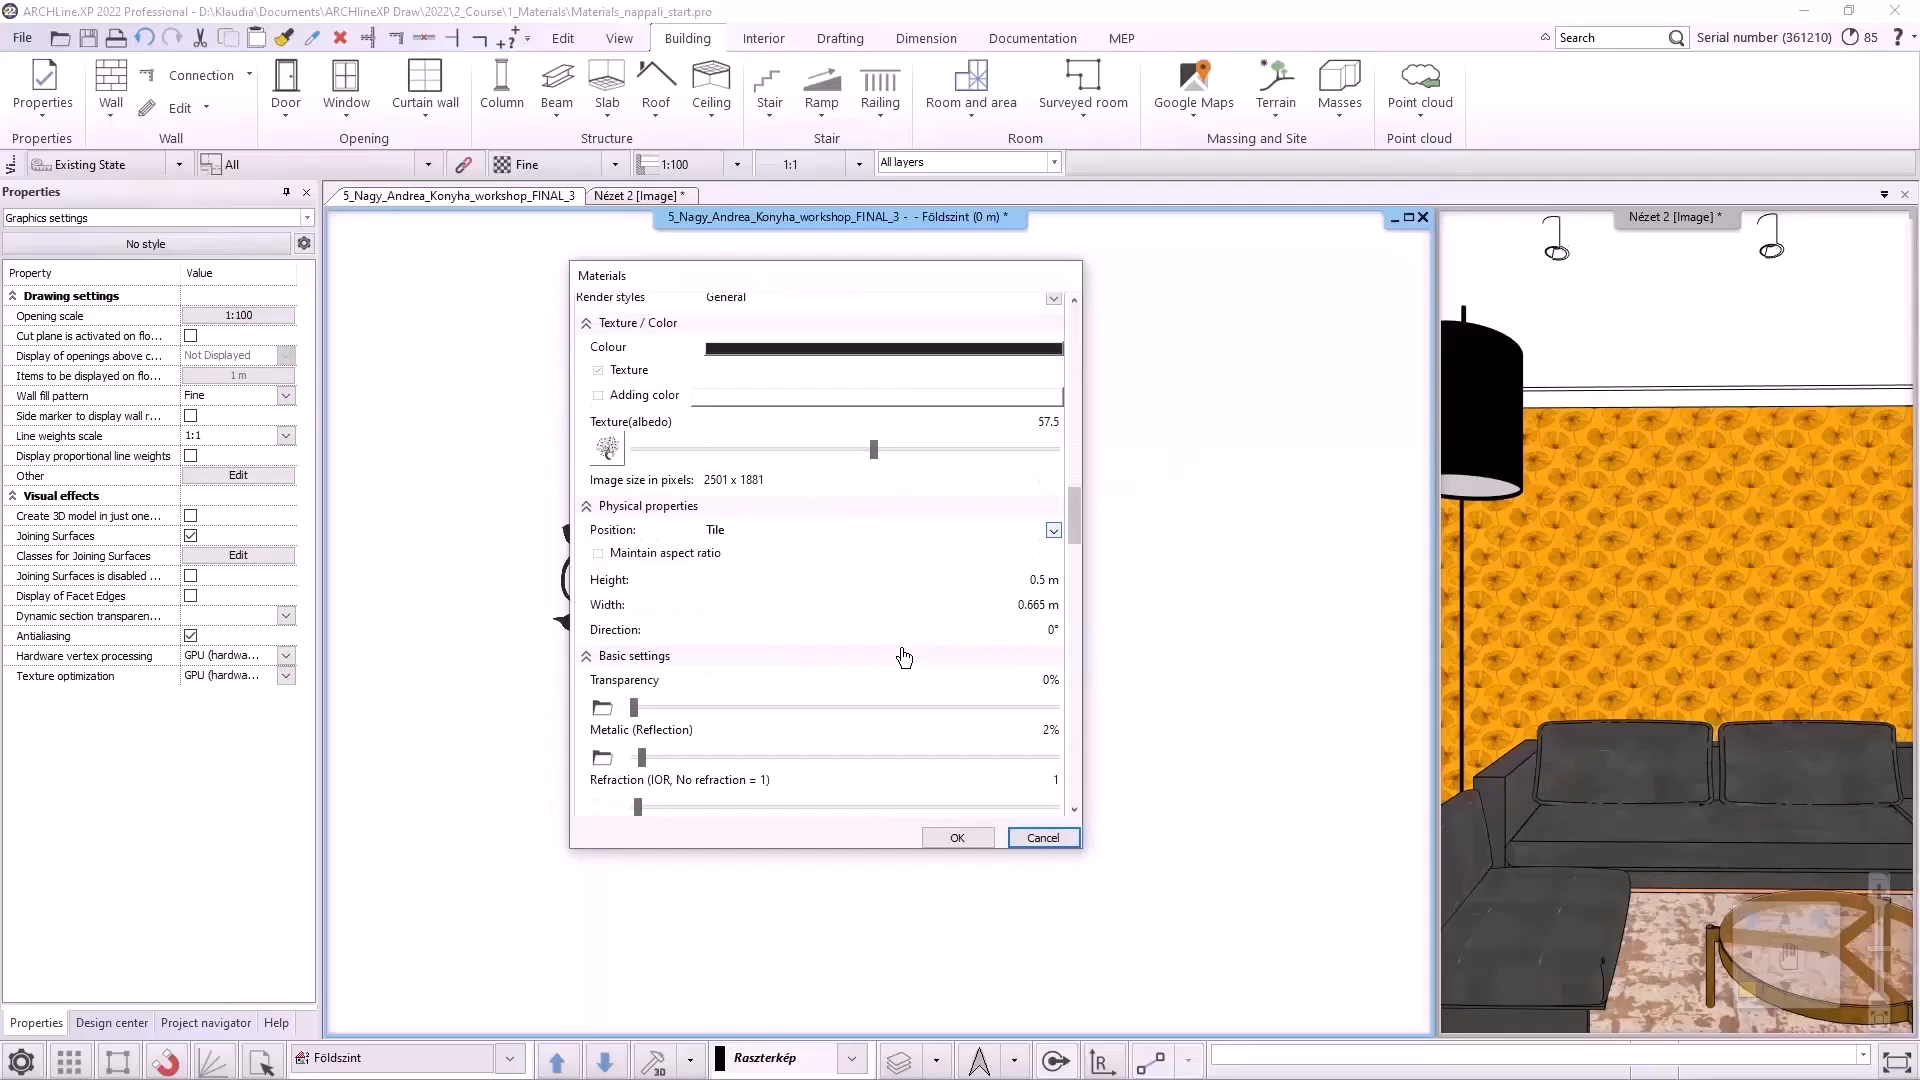 ARCHLine.XP 2022 Professional - D:\Klaudia\Documents\ARCHlineXP Draw\2022\2_Course\1_Materials\Materials_nappali_start.pro
File Edit View Building Interior Drafting Dimension Documentation MEP Search Serial number (361210) 85 ?
Properties Wall Connection Edit Door Window Curtain wall Column Beam Slab Roof Ceiling Stair Ramp Railing Room and area Surveyed room Google Maps Terrain Masses Point cloud
Properties Wall Opening Structure Stair Room Massing and Site Point cloud
Existing State All Fine 1:100 1:1 All layers
Properties
5_Nagy_Andrea_Konyha_workshop_FINAL_3 Nézet 2 [Image] *
Graphics settings
5_Nagy_Andrea_Konyha_workshop_FINAL_3 - - Földszint (0 m) * Nézet 2 [Image] *
No style
Property Value
Drawing settings
Opening scale 1:100
Cut plane is activated on flo...
Display of openings above c... Not Displayed
Items to be displayed on flo... 1 m
Wall fill pattern Fine
Side marker to display wall r...
Line weights scale 1:1
Display proportional line weights
Other Edit
Visual effects
Create 3D model in just one...
Joining Surfaces
Classes for Joining Surfaces Edit
Joining Surfaces is disabled ...
Display of Facet Edges
Dynamic section transparen...
Antialiasing
Hardware vertex processing GPU (hardwa...
Texture optimization GPU (hardwa...
Materials
Render styles General
Texture / Color
Colour
Texture
Adding color
Texture(albedo) 57.5
Image size in pixels: 2501 x 1881
Physical properties
Position: Tile
Maintain aspect ratio
Height: 0.5 m
Width: 0.665 m
Direction: 0°
Basic settings
Transparency 0%
Metalic (Reflection) 2%
Refraction (IOR, No refraction = 1) 1
OK Cancel
Properties Design center Project navigator Help
Földszint 3D Raszterkép